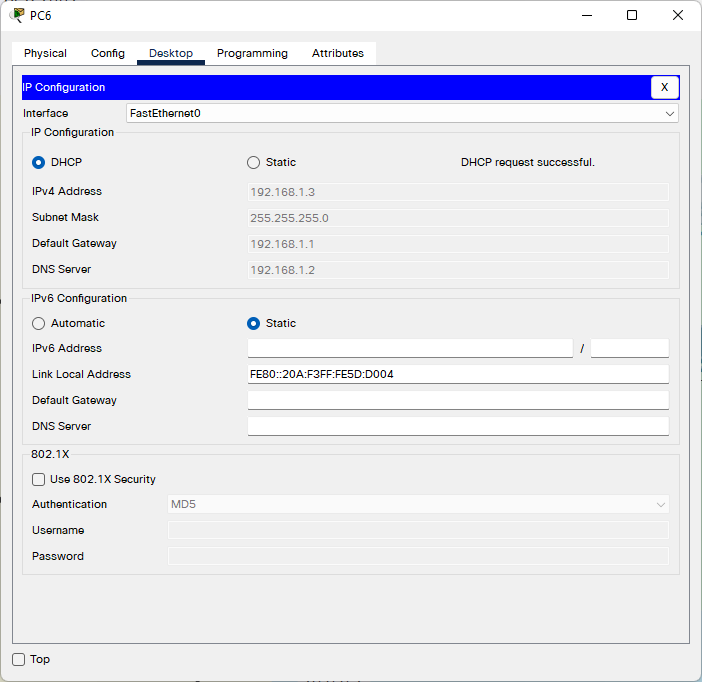 PC6
Physical Config Desktop Programming Attributes
IP Configuration X
Interface FastEthernet0
IP Configuration
DHCP Static DHCP request successful.
IPv4 Address 192.168.1.3
Subnet Mask 255.255.255.0
Default Gateway 192.168.1.1
DNS Server 192.168.1.2
IPv6 Configuration
Automatic Static
IPv6 Address /
Link Local Address FE80::20A:F3FF:FE5D:D004
Default Gateway
DNS Server
802.1X
Use 802.1X Security
Authentication MD5
Username
Password
Top